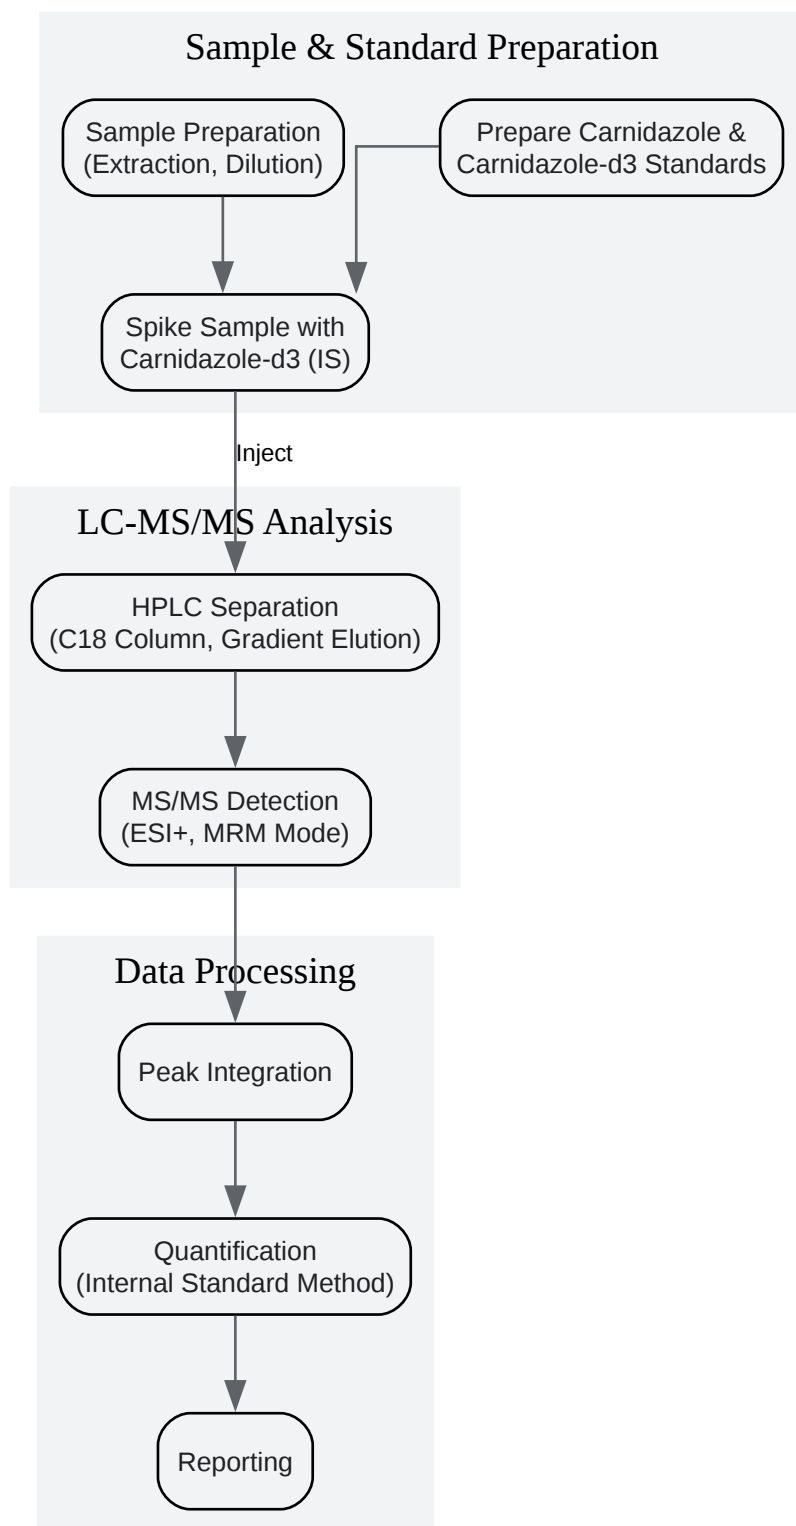 Sample & Standard Preparation
Sample Preparation
(Extraction, Dilution)
Prepare Carnidazole &
Carnidazole-d3 Standards
Spike Sample with
Carnidazole-d3 (IS)
Inject
LC-MS/MS Analysis
HPLC Separation
(C18 Column, Gradient Elution)
MS/MS Detection
(ESI+, MRM Mode)
Data Processing
Peak Integration
Quantification
(Internal Standard Method)
Reporting